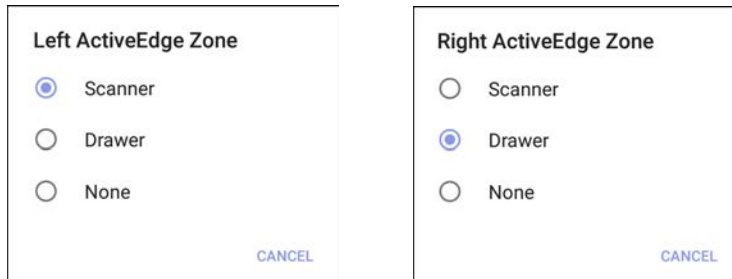 Left ActiveEdge Zone
Scanner
Drawer
None
CANCEL
Right ActiveEdge Zone
Scanner
Drawer
None
CANCEL